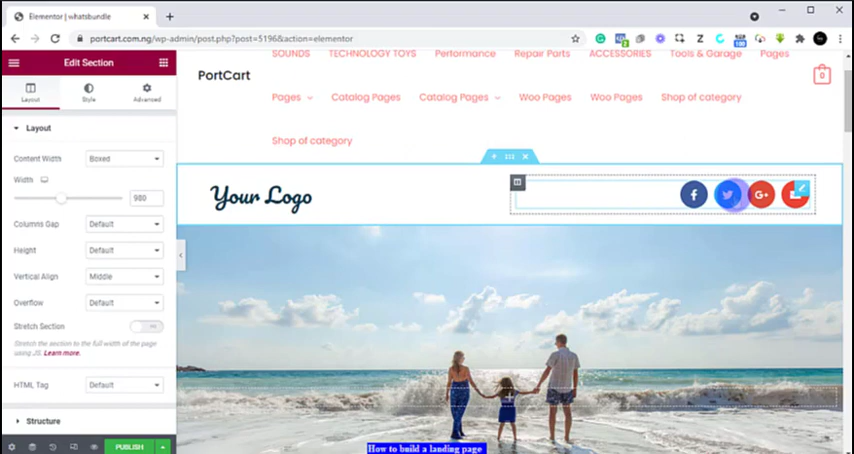 Elementor | whatsbundle
portcart.com.ng/wp-admin/post.php?post=5196&action=elementor
Edit Section
Layout
Style
Advanced
Layout
Content Width
Boxed
Width
980
Columns Gap
Default
Height
Default
Vertical Align
Middle
Overflow
Default
Stretch Section
Stretch the section to the full width of the page
using JS. Learn more.
HTML Tag
Default
Structure
PUBLISH
SOUNDS TECHNOLOGY TOYS Performance Repair Parts ACCESSORIES Tools & Garage Pages
PortCart
0
Pages Catalog Pages Catalog Pages Woo Pages Woo Pages Shop of category
Shop of category
Your Logo
G+
How to build a landing page